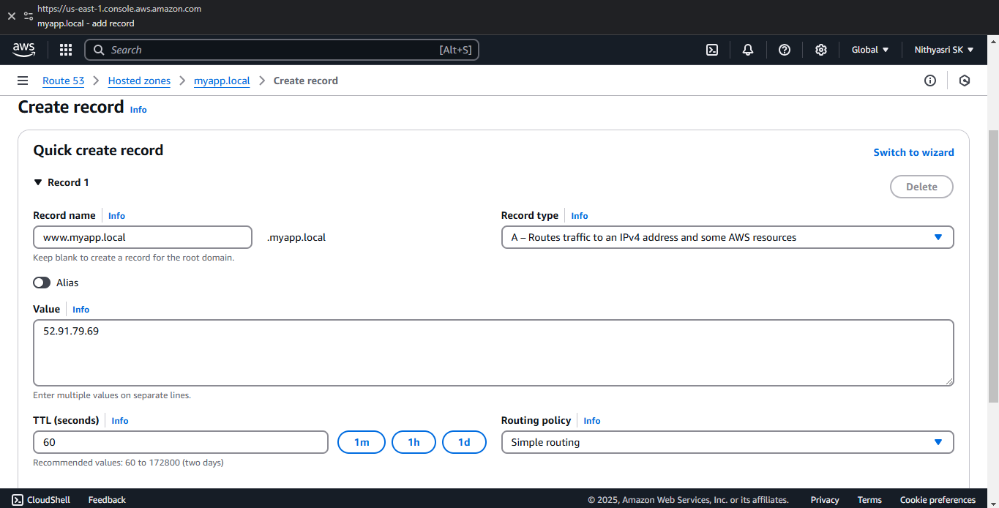 https://us-east-1.console.aws.amazon.com
myapp.local - add record
aws
Search [Alt+S]
Global
Nithyasri SK
Route 53
Hosted zones
myapp.local
Create record
Create record Info
Quick create record
Switch to wizard
Record 1
Delete
Record name Info
Record type Info
www.myapp.local
.myapp.local
A – Routes traffic to an IPv4 address and some AWS resources
Keep blank to create a record for the root domain.
Alias
Value Info
52.91.79.69
Enter multiple values on separate lines.
TTL (seconds) Info
Routing policy Info
60
1m
1h
1d
Simple routing
Recommended values: 60 to 172800 (two days)
CloudShell
Feedback
© 2025, Amazon Web Services, Inc. or its affiliates.
Privacy
Terms
Cookie preferences